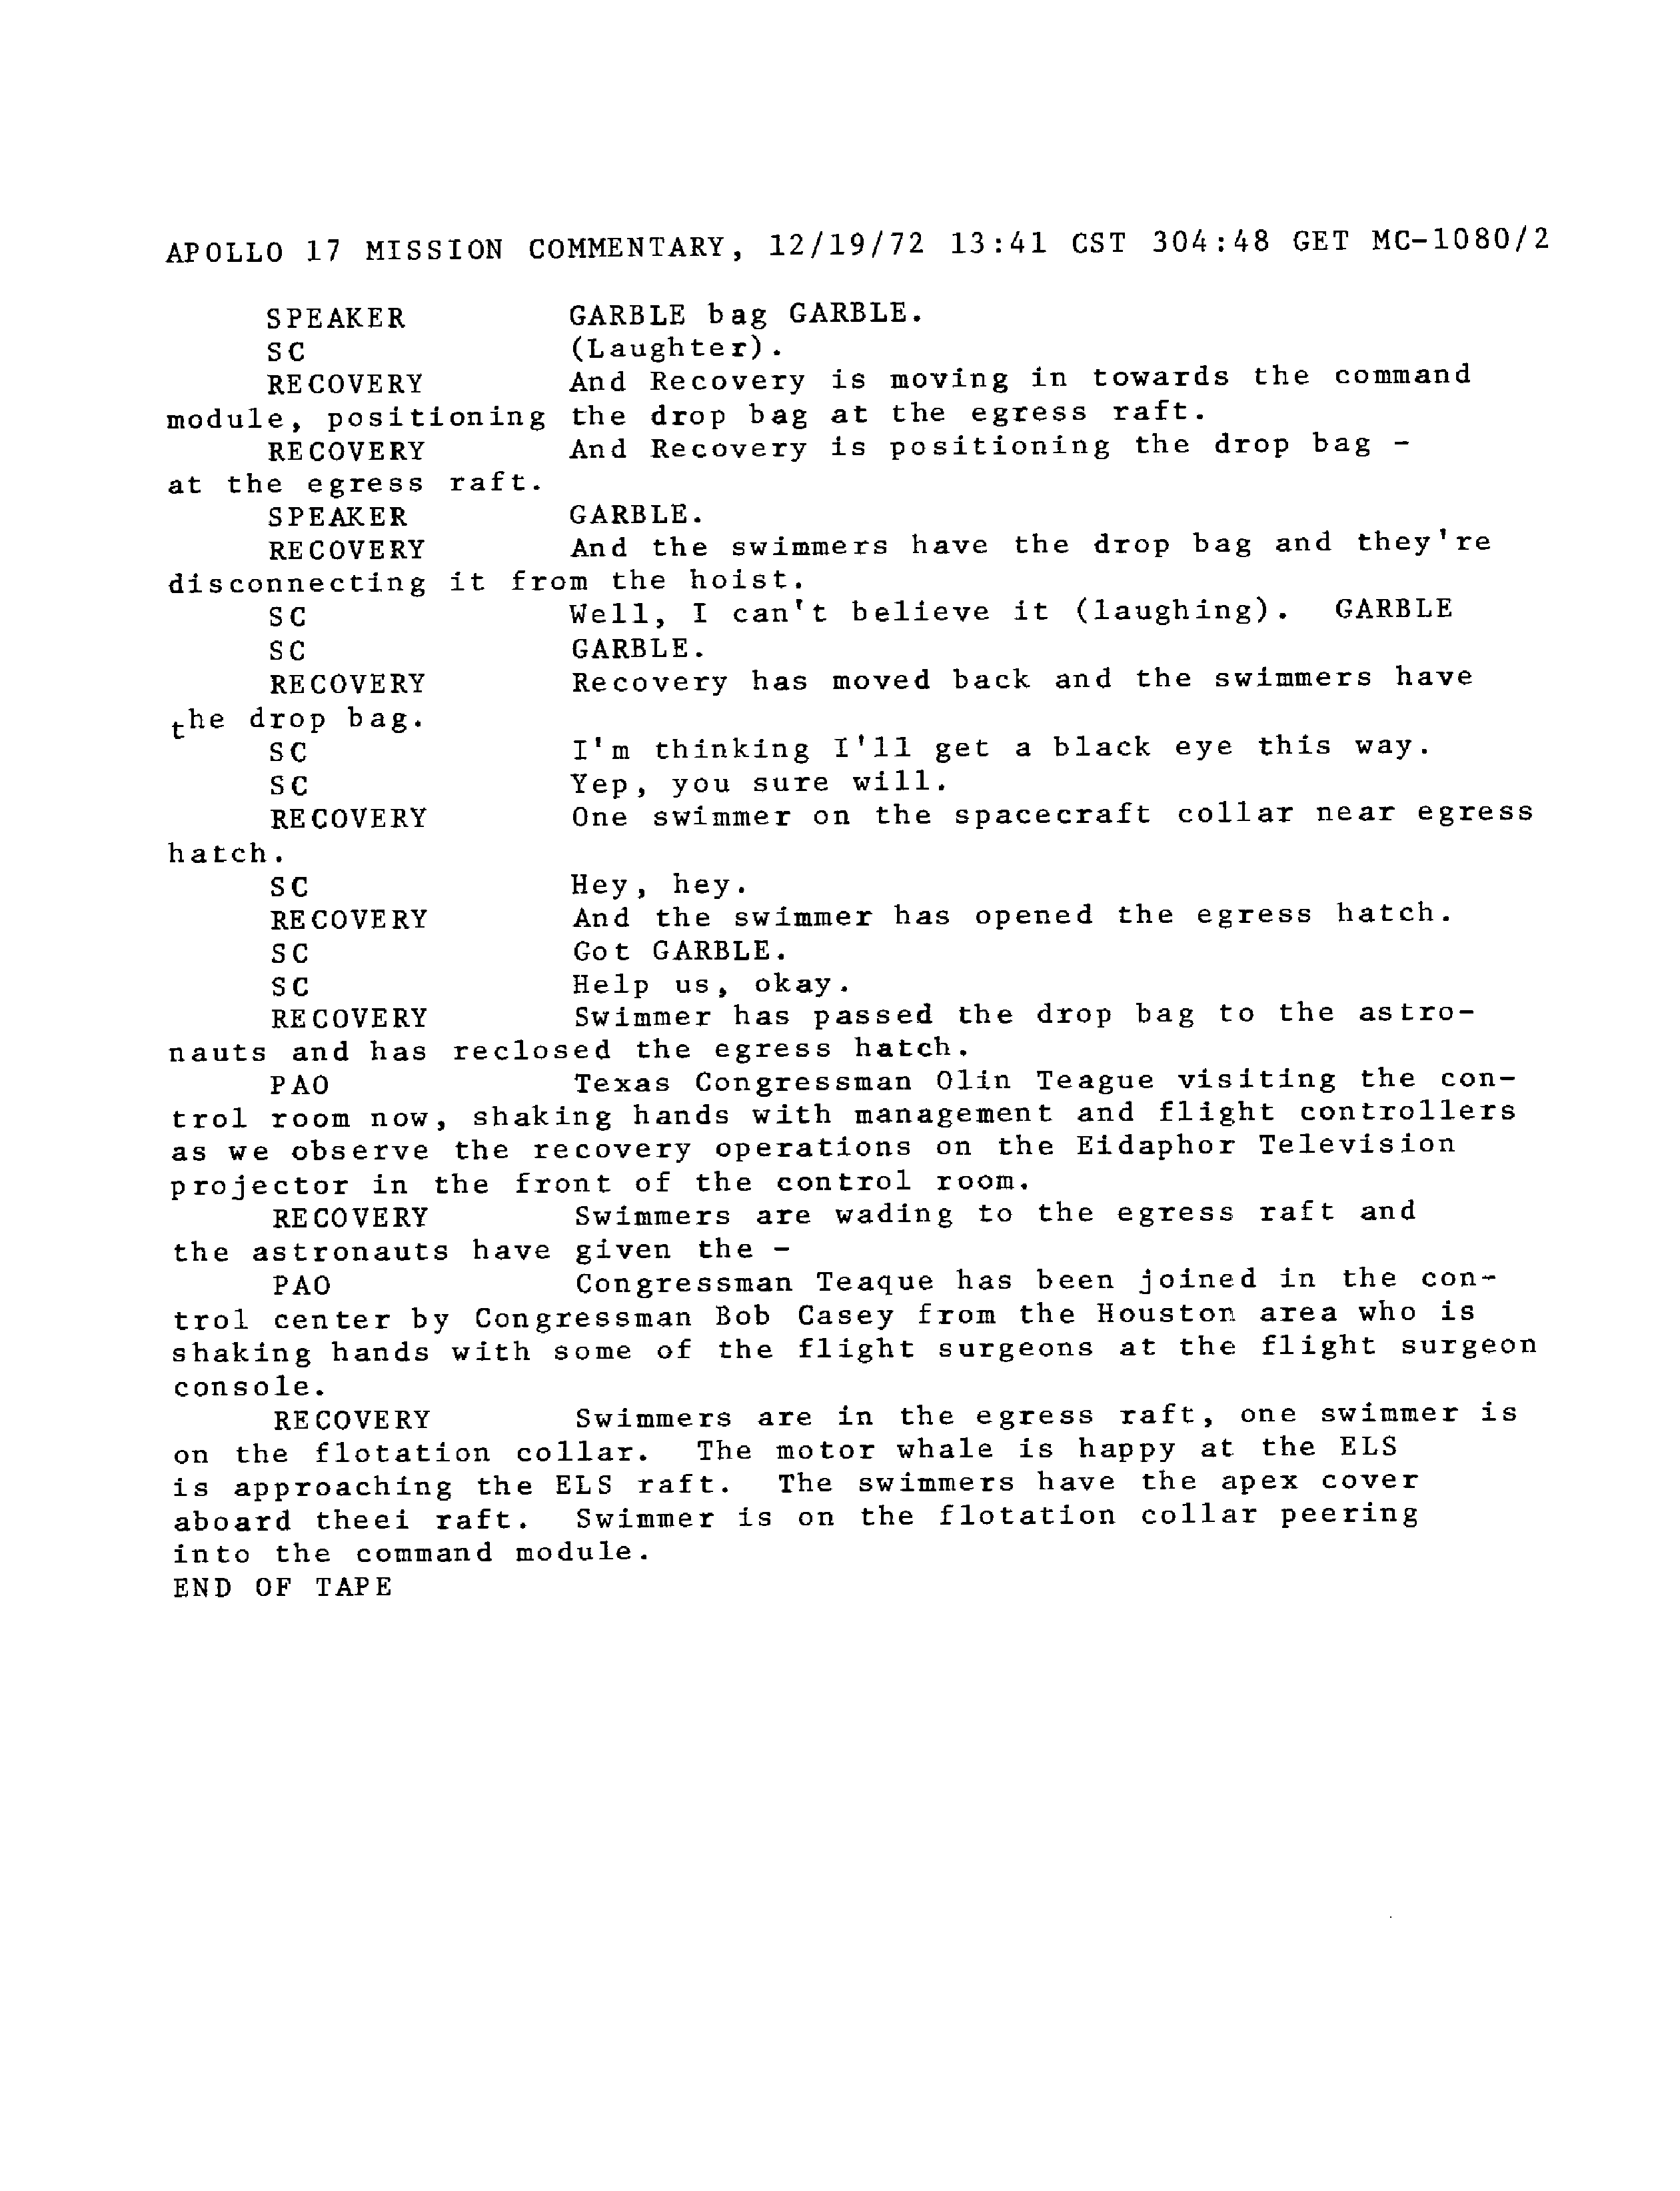 APOLLO 17 MISSION COMMENTARY, 12/19/72 13:41 CST 304:48 GET MC-1080/2
SPEAKER GARBLE bag GARBLE.
SC (Laughter).
RECOVERY And Recovery is moving in towards the command
module, positioning the drop bag at the egress raft.
RECOVERY And Recovery is positioning the drop bag -
at the egress raft.
SPEAKER GARBLE.
RECOVERY And the swimmers have the drop bag and they're
disconnecting it from the hoist.
SC Well, I can't believe it (laughing). GARBLE
SC GARBLE.
RECOVERY Recovery has moved back and the swimmers have
the drop bag.
SC I'm thinking I'll get a black eye this way.
SC Yep, you sure will.
RECOVERY One swimmer on the spacecraft collar near egress
hatch.
SC Hey, hey.
RECOVERY And the swimmer has opened the egress hatch.
SC Got GARBLE.
SC Help us, okay.
RECOVERY Swimmer has passed the drop bag to the astro-
nauts and has reclosed the egress hatch.
PAO Texas Congressman Olin Teague visiting the con-
trol room now, shaking hands with management and flight controllers
as we observe the recovery operations on the Eidaphor Television
projector in the front of the control room.
RECOVERY Swimmers are wading to the egress raft and
the astronauts have given the -
PAO Congressman Teaque has been joined in the con-
trol center by Congressman Bob Casey from the Houston area who is
shaking hands with some of the flight surgeons at the flight surgeon
console.
RECOVERY Swimmers are in the egress raft, one swimmer is
on the flotation collar. The motor whale is happy at the ELS
is approaching the ELS raft. The swimmers have the apex cover
aboard theei raft. Swimmer is on the flotation collar peering
into the command module.
END OF TAPE